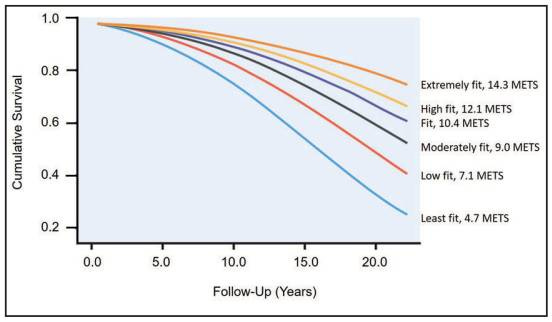 1.0
0.8
0.6
0.4
0.2
Cumulative Survival
0.0 5.0 10.0 15.0 20.0
Follow-Up (Years)
Extremely fit, 14.3 METS
High fit, 12.1 METS
Fit, 10.4 METS
Moderately fit, 9.0 METS
Low fit, 7.1 METS
Least fit, 4.7 METS